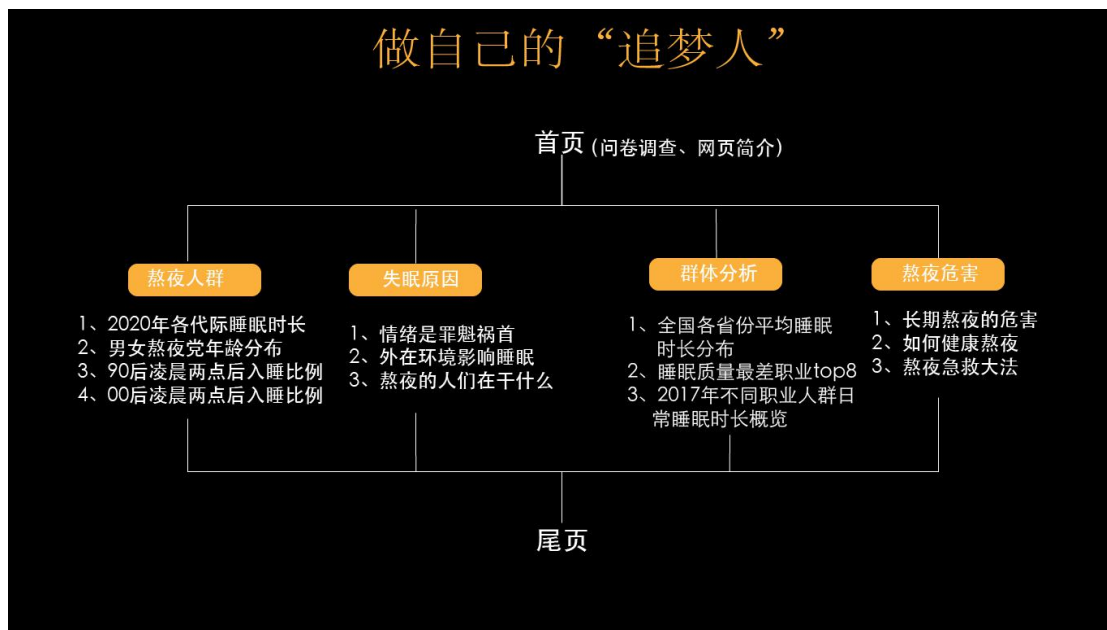 做自己的“追梦人”
首页(问卷调查、网页简介)
熬夜人群
1、2020年各代际睡眠时长
2、男女熬夜党年龄分布
3、90后凌晨两点后入睡比例
4、00后凌晨两点后入睡比例
失眠原因
1、情绪是罪魁祸首
2、外在环境影响睡眠
3、熬夜的人们在干什么
群体分析
1、全国各省份平均睡眠
时长分布
2、睡眠质量最差职业top8
3、2017年不同职业人群日
常睡眠时长概览
熬夜危害
1、长期熬夜的危害
2、如何健康熬夜
3、熬夜急救大法
尾页